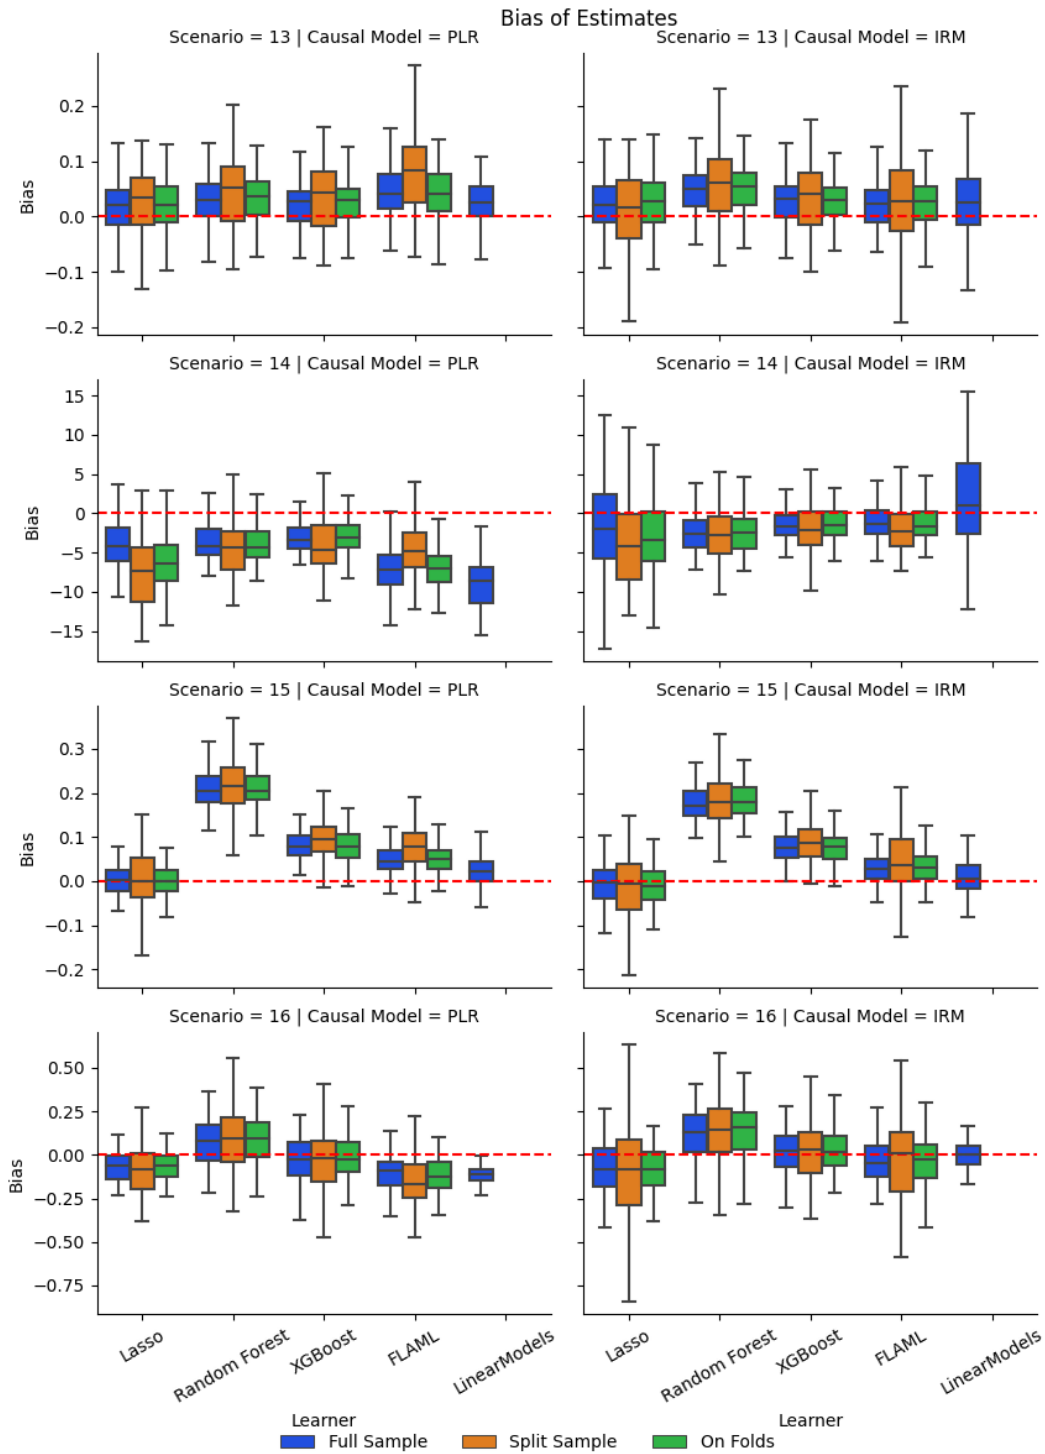 Bias of Estimates
Scenario = 13 | Causal Model = PLR
Scenario = 13 | Causal Model = IRM
Bias
0.2
0.1
0.0
−0.1
−0.2
Scenario = 14 | Causal Model = PLR
Scenario = 14 | Causal Model = IRM
Bias
15
10
5
0
−5
−10
−15
Scenario = 15 | Causal Model = PLR
Scenario = 15 | Causal Model = IRM
Bias
0.3
0.2
0.1
0.0
−0.1
−0.2
Scenario = 16 | Causal Model = PLR
Scenario = 16 | Causal Model = IRM
Bias
0.50
0.25
0.00
−0.25
−0.50
−0.75
Lasso
Random Forest
XGBoost
FLAML
LinearModels
Lasso
Random Forest
XGBoost
FLAML
LinearModels
Learner
Learner
Full Sample
Split Sample
On Folds